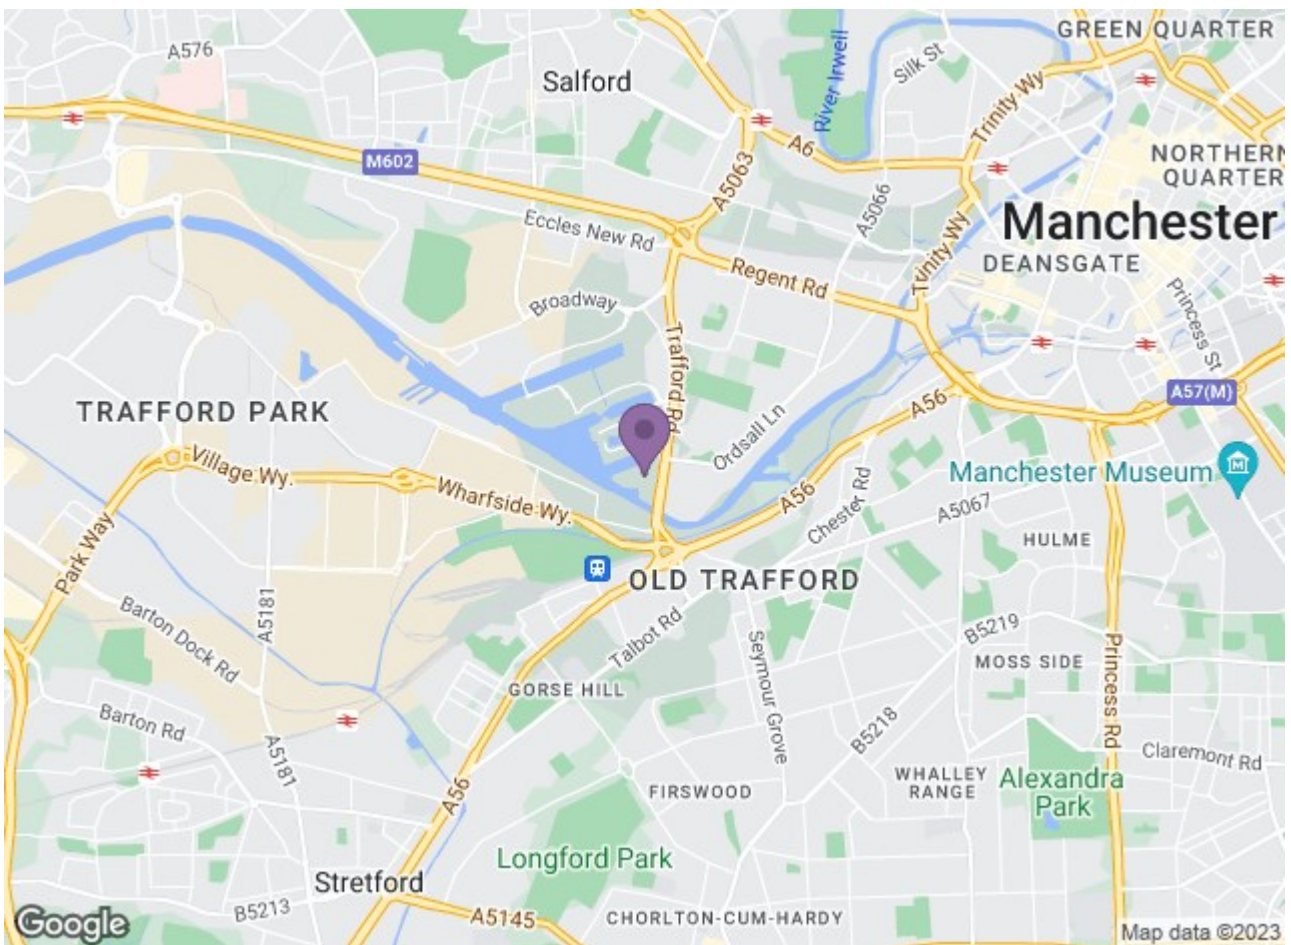 GREEN QUARTER
A576
Silk St
Salford
River Irwell
Trinity Wy
A6
M602
NORTHERN
QUARTER
A5063
A5066
Eccles New Rd
Manchester
DEANSGATE
Trinity Wy
Regent Rd
Broadway
Princess St
Trafford Rd
TRAFFORD PARK
A56
A57(M)
Ordsall Ln
Village Wy.
Wharfside Wy.
Manchester Museum
M
A56
Chester Rd
A5067
Park Way
HULME
OLD TRAFFORD
Barton Dock Rd
A5181
Talbot Rd
B5219
Seymour Grove
MOSS SIDE
Princess Rd
GORSE HILL
Barton Rd
A5181
B5218
Claremont Rd
A56
WHALLEY
RANGE
Alexandra
Park
FIRSWOOD
Longford Park
Stretford
B5213
A5145
CHORLTON-CUM-HARDY
Google
Map data ©2023